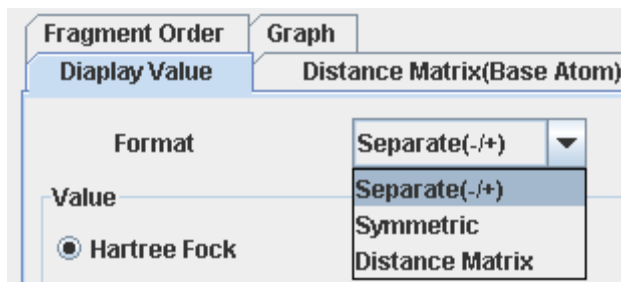 Fragment Order Graph
Diaplay Value Distance Matrix(Base Atom)
Format Separate(-/+)
Separate(-/+)
Value
Symmetric
Hartree Fock
Distance Matrix